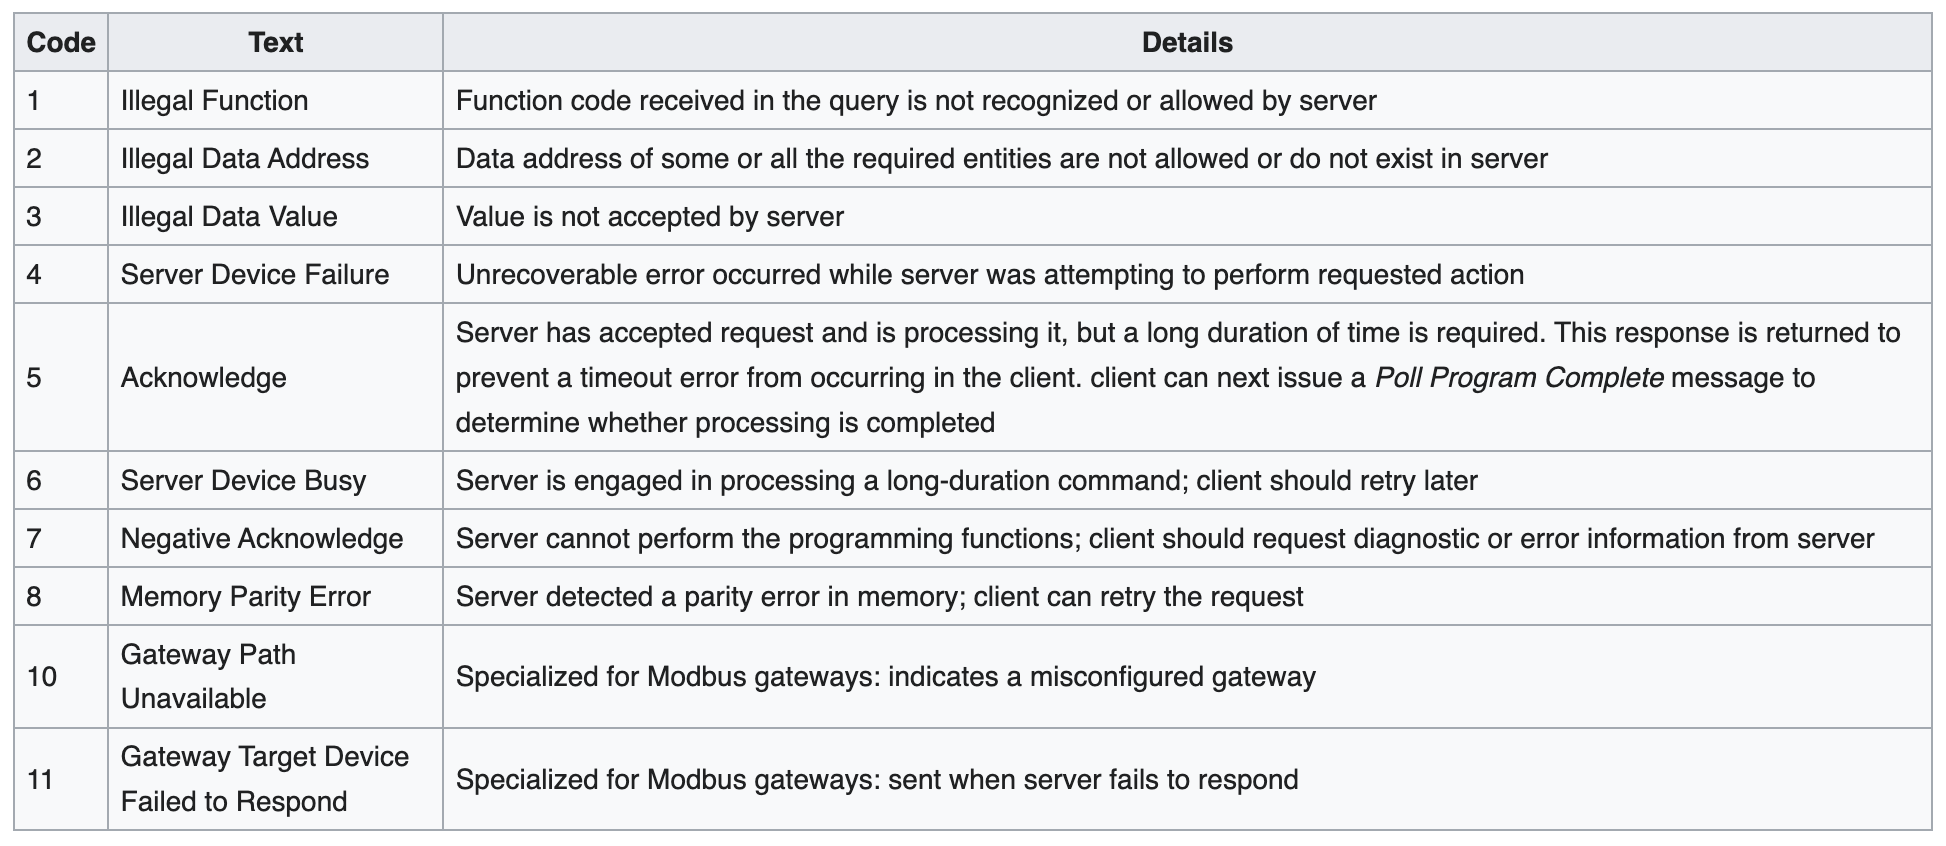 Code Text Details
1 Illegal Function Function code received in the query is not recognized or allowed by server
2 Illegal Data Address Data address of some or all the required entities are not allowed or do not exist in server
3 Illegal Data Value Value is not accepted by server
4 Server Device Failure Unrecoverable error occurred while server was attempting to perform requested action
5 Acknowledge Server has accepted request and is processing it, but a long duration of time is required. This response is returned to
prevent a timeout error from occurring in the client. client can next issue a Poll Program Complete message to
determine whether processing is completed
6 Server Device Busy Server is engaged in processing a long-duration command; client should retry later
7 Negative Acknowledge Server cannot perform the programming functions; client should request diagnostic or error information from server
8 Memory Parity Error Server detected a parity error in memory; client can retry the request
10 Gateway Path
Unavailable Specialized for Modbus gateways: indicates a misconfigured gateway
11 Gateway Target Device
Failed to Respond Specialized for Modbus gateways: sent when server fails to respond